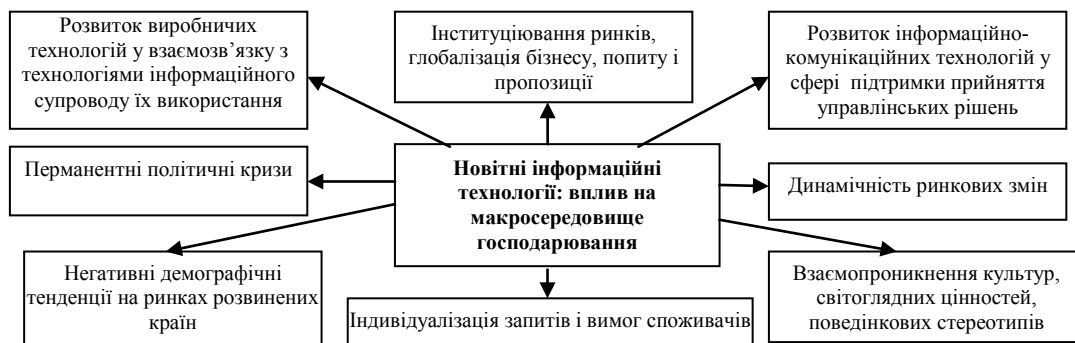 Розвиток виробничих
технологій у взаємозв’язку з
технологіями інформаційного
супроводу їх використання
Інституціювання ринків,
глобалізація бізнесу, попиту і
пропозиції
Розвиток інформаційно-
комунікаційних технологій у
сфері підтримки прийняття
управлінських рішень
Перманентні політичні кризи
Новітні інформаційні
технології: вплив на
макросередовище
господарювання
Динамічність ринкових змін
Негативні демографічні
тенденції на ринках розвинених
країн
Індивідуалізація запитів і вимог споживачів
Взаємопроникнення культур,
світоглядних цінностей,
поведінкових стереотипів